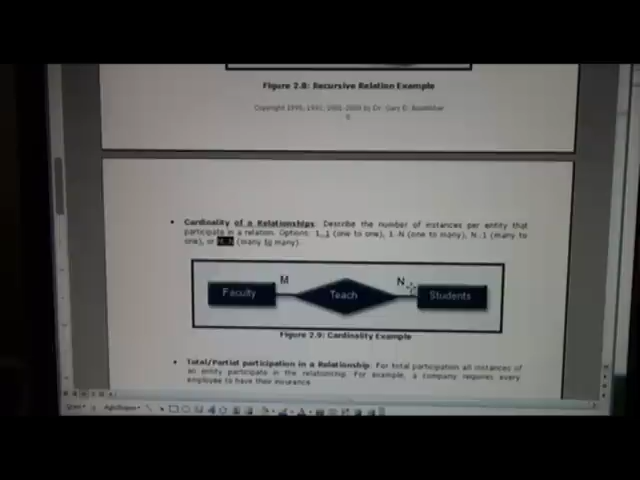 Figure 2.8: Recursive Relation Example
Copyright 1990, 1992, 2001-2003 by Dr. Gary D.
• Cardinality of a Relationships: Describe the number of instances per entity that
participate in a relation. Options: 1..1 (one to one), 1..N (one to many), N..1 (many to
one), or M..N (many to many).
Faculty M Teach N Students
Figure 2.9: Cardinality Example
• Total/Partial participation in a Relationship: For total participation all instances of
an entity participate in the relationship. For example, a company requires every
employee to have their insurance
Draw AutoShapes